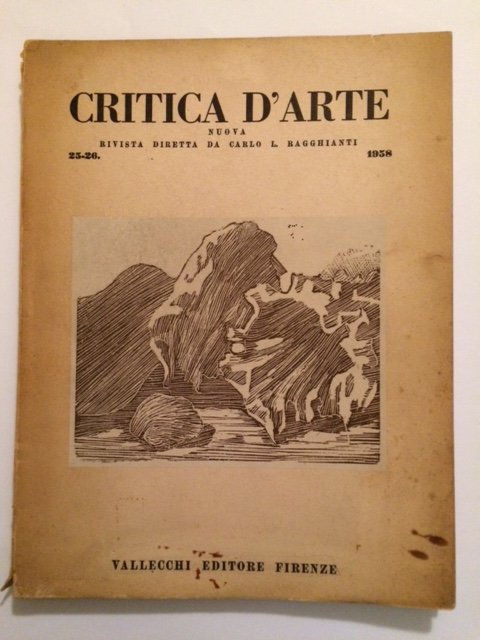 CRITICA D'ARTE
NUOVA
RIVISTA DIRETTA DA CARLO L. RAGGHIANTI
25-26. 1958
VALLECCHI EDITORE FIRENZE